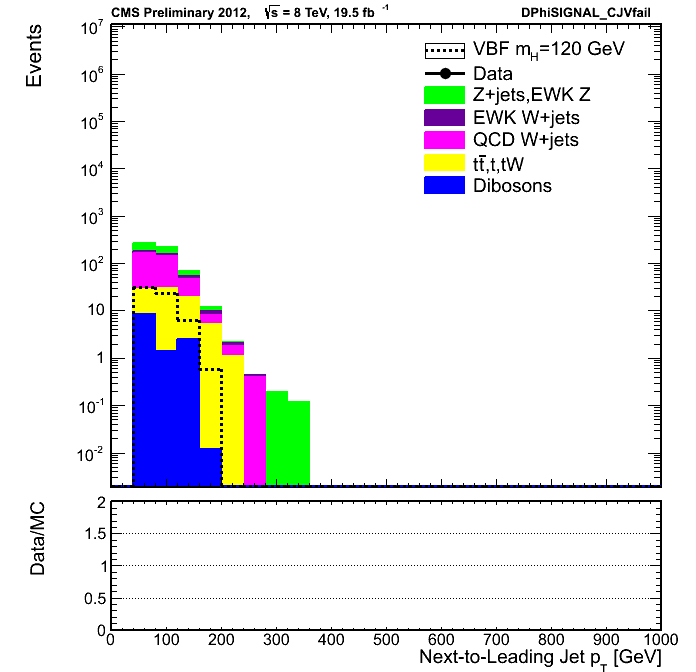 CMS Preliminary 2012, √s = 8 TeV, 19.5 fb⁻¹ DPhiSIGNAL_CJVfail
Events
10⁷
10⁶
10⁵
10⁴
10³
10²
10
1
10⁻¹
10⁻²
VBF m_H=120 GeV
Data
Z+jets,EWK Z
EWK W+jets
QCD W+jets
tt̄,t,tW
Dibosons
Data/MC
2
1.5
1
0.5
0
0 100 200 300 400 500 600 700 800 900 1000
Next-to-Leading Jet p_T [GeV]